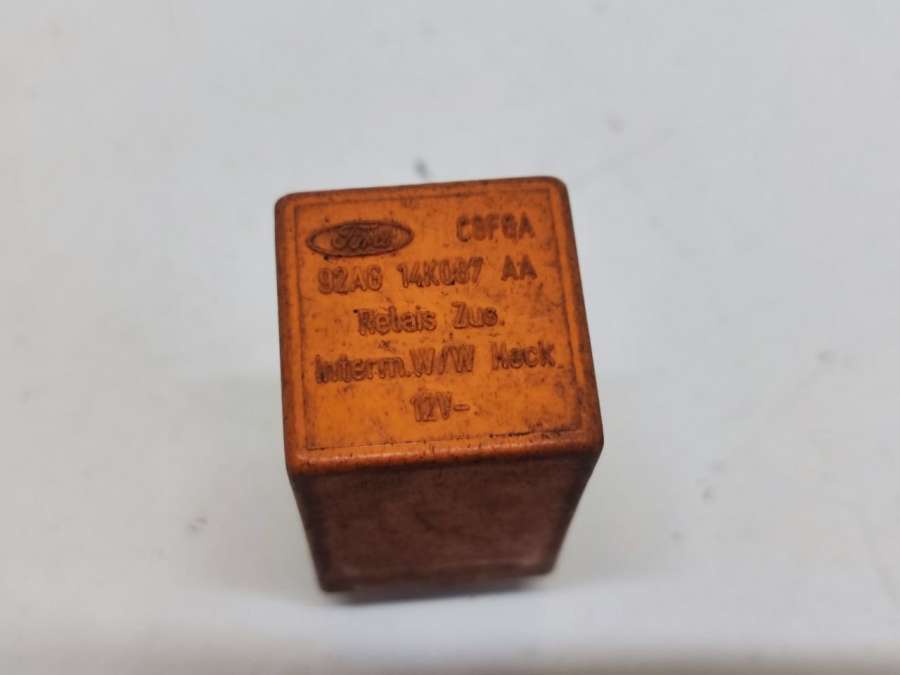 Ford C9FGA
92AG 14K087 AA
Relais Zus.
Interm.W/W Heck
12V-